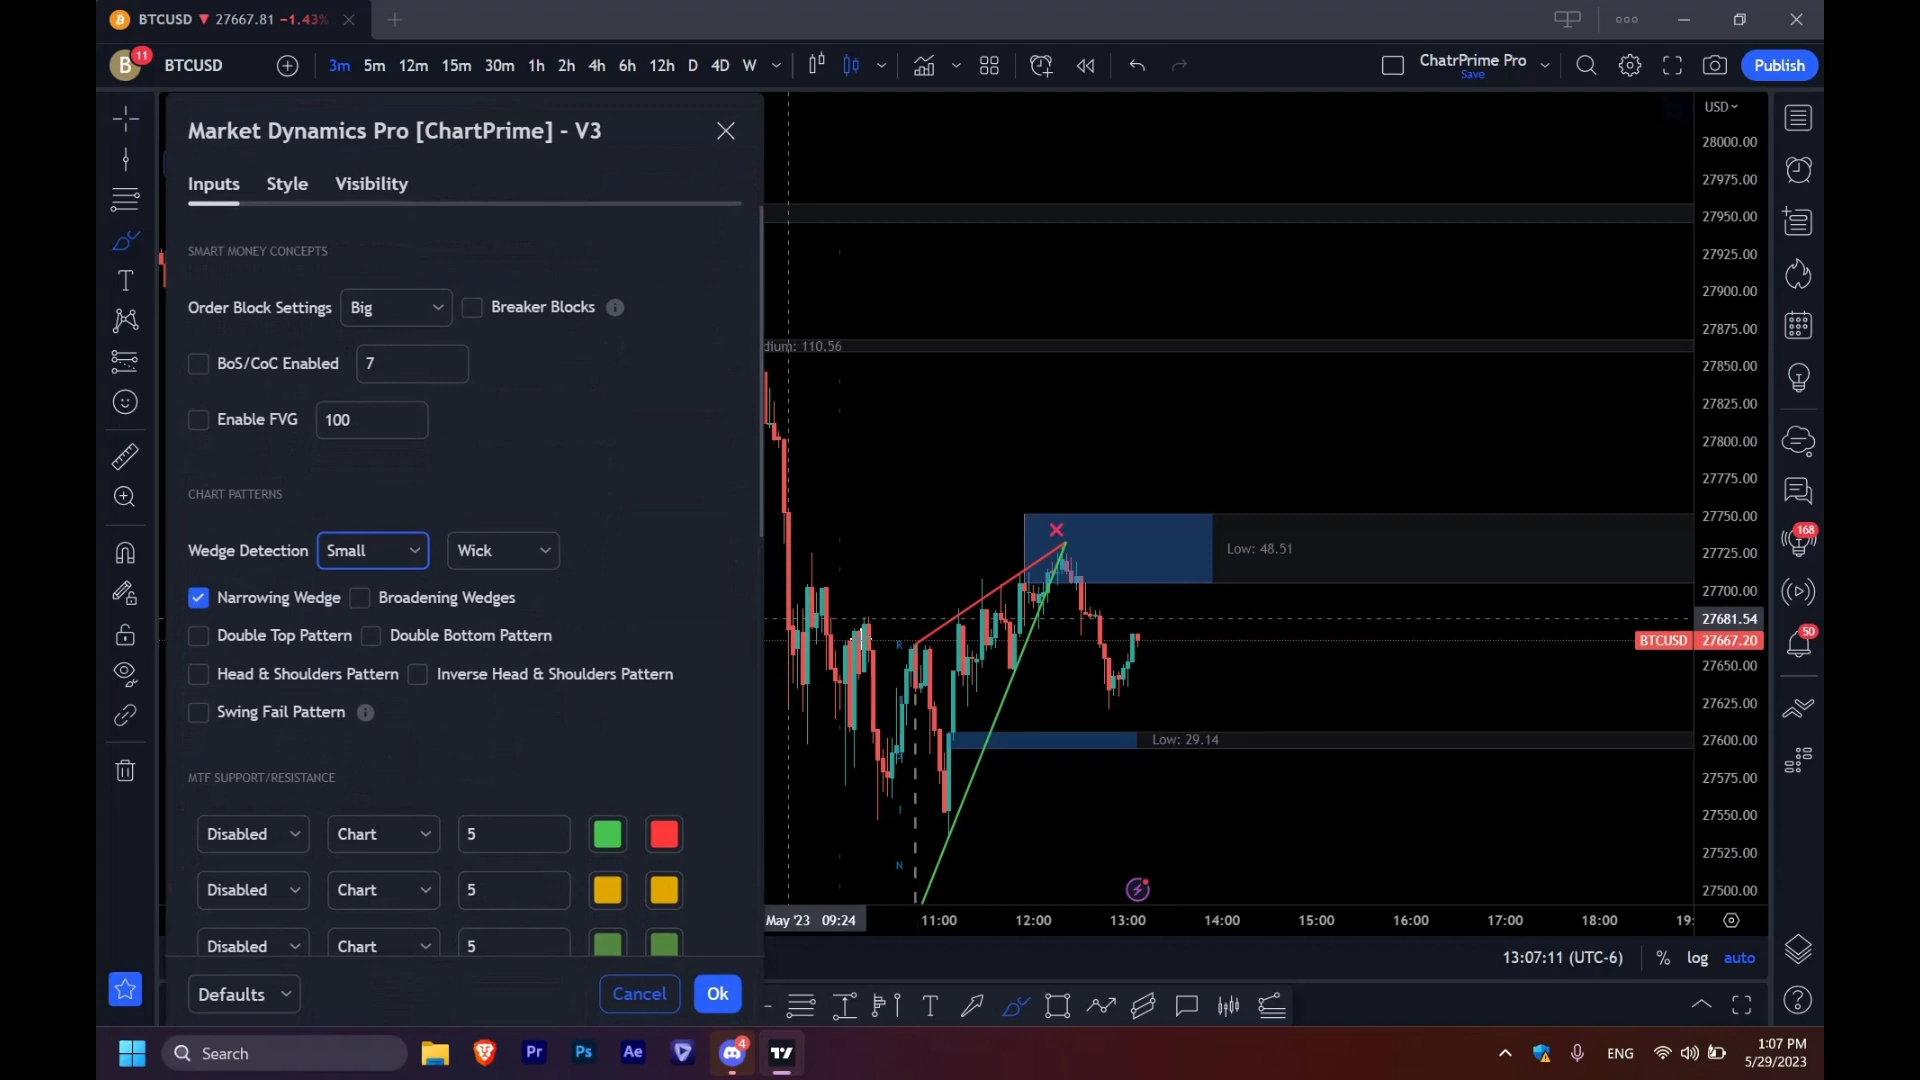 BTCUSD ▼ 27667.81 −1.43%
B 11 BTCUSD 3m 5m 12m 15m 30m 1h 2h 4h 6h 12h D 4D W ChatrPrime Pro Save Publish
Market Dynamics Pro [ChartPrime] - V3
Inputs Style Visibility
SMART MONEY CONCEPTS
Order Block Settings Big Breaker Blocks
BoS/CoC Enabled 7
Enable FVG 100
CHART PATTERNS
Wedge Detection Small Wick
Narrowing Wedge Broadening Wedges
Double Top Pattern Double Bottom Pattern
Head & Shoulders Pattern Inverse Head & Shoulders Pattern
Swing Fail Pattern
MTF SUPPORT/RESISTANCE
Disabled Chart 5
Disabled Chart 5
Disabled Chart 5
Defaults Cancel Ok
dium: 110.56
Low: 48.51
Low: 29.14
R
I
N
USD
28000.00
27975.00
27950.00
27925.00
27900.00
27875.00
27850.00
27825.00
27800.00
27775.00
27750.00
27725.00
27700.00
27681.54
BTCUSD 27667.20
27650.00
27625.00
27600.00
27575.00
27550.00
27525.00
27500.00
168
50
May '23 09:24 11:00 12:00 13:00 14:00 15:00 16:00 17:00 18:00 19:
13:07:11 (UTC-6) % log auto
Search Pr Ps Ae 4 ENG 1:07 PM
5/29/2023